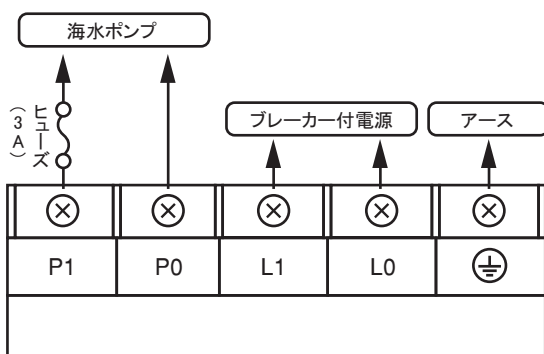 海水ポンプ
ヒューズ
（3A）
ブレーカー付電源
アース
P1
P0
L1
L0